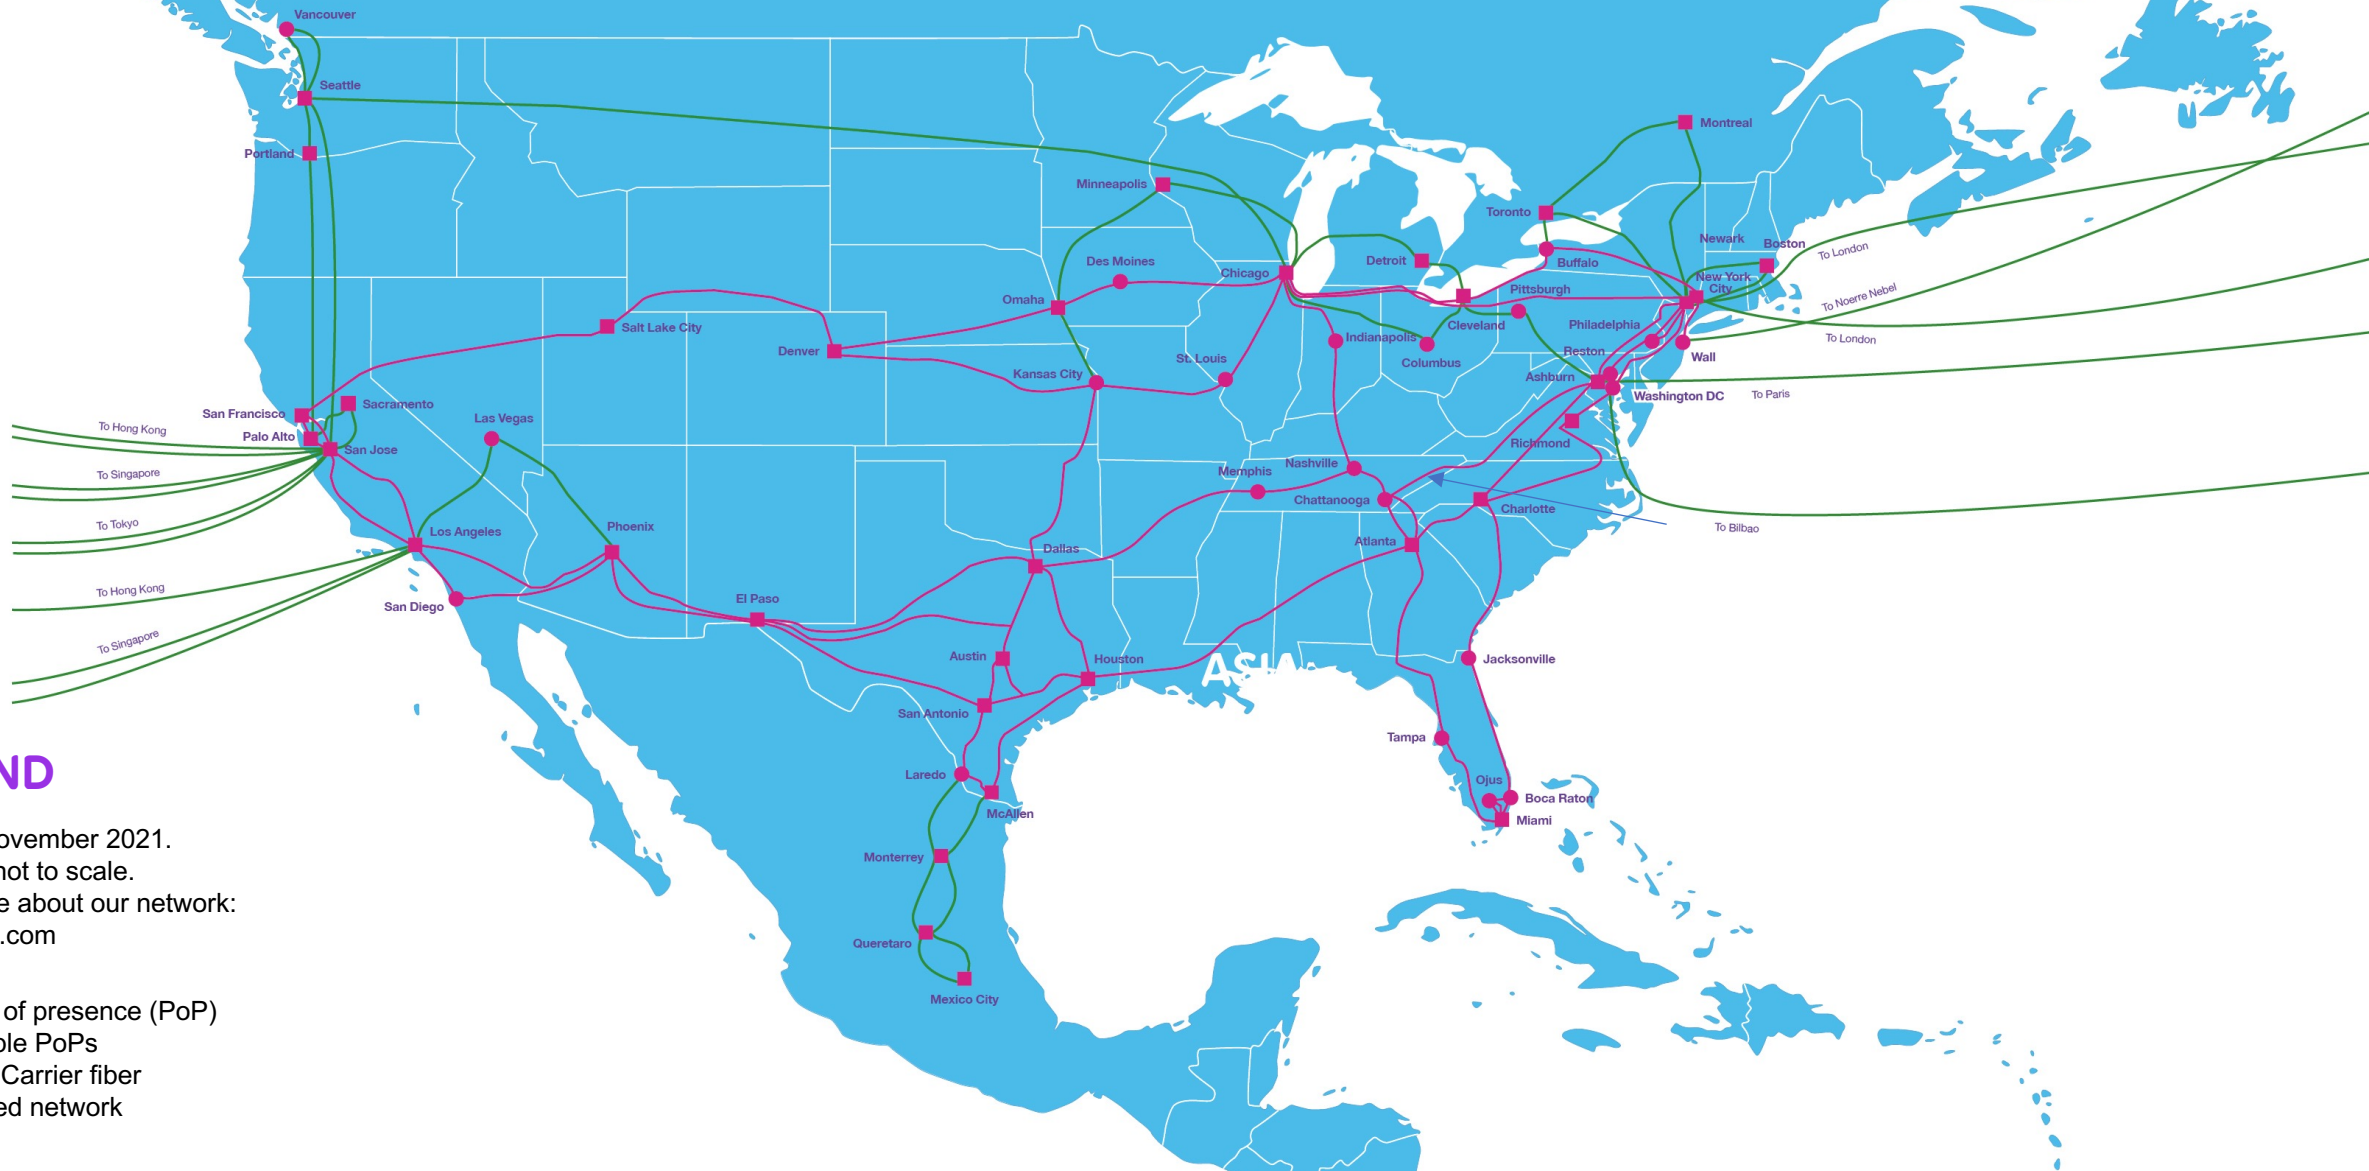 Vancouver
Seattle
Portland
Montreal
Minneapolis
Toronto
Newark
Boston
To London
Des Moines
Chicago
Detroit
Buffalo
New York
City
Omaha
Pittsburgh
To Noerre Nebel
Salt Lake City
Cleveland
Philadelphia
Denver
Indianapolis
To London
Kansas City
St. Louis
Columbus
Reston
Wall
Ashburn
Washington DC
To Paris
San Francisco
Sacramento
Las Vegas
To Hong Kong
Palo Alto
San Jose
Richmond
To Singapore
Memphis
Nashville
Chattanooga
Charlotte
To Tokyo
Los Angeles
Phoenix
Dallas
Atlanta
To Bilbao
To Hong Kong
San Diego
El Paso
To Singapore
Austin
Houston
ASIA
Jacksonville
San Antonio
Tampa
Laredo
Ojus
Boca Raton
McAllen
Miami
Monterrey
Queretaro
Mexico City
ND
ovember 2021.
not to scale.
e about our network:
.com
of presence (PoP)
ble PoPs
Carrier fiber
ed network